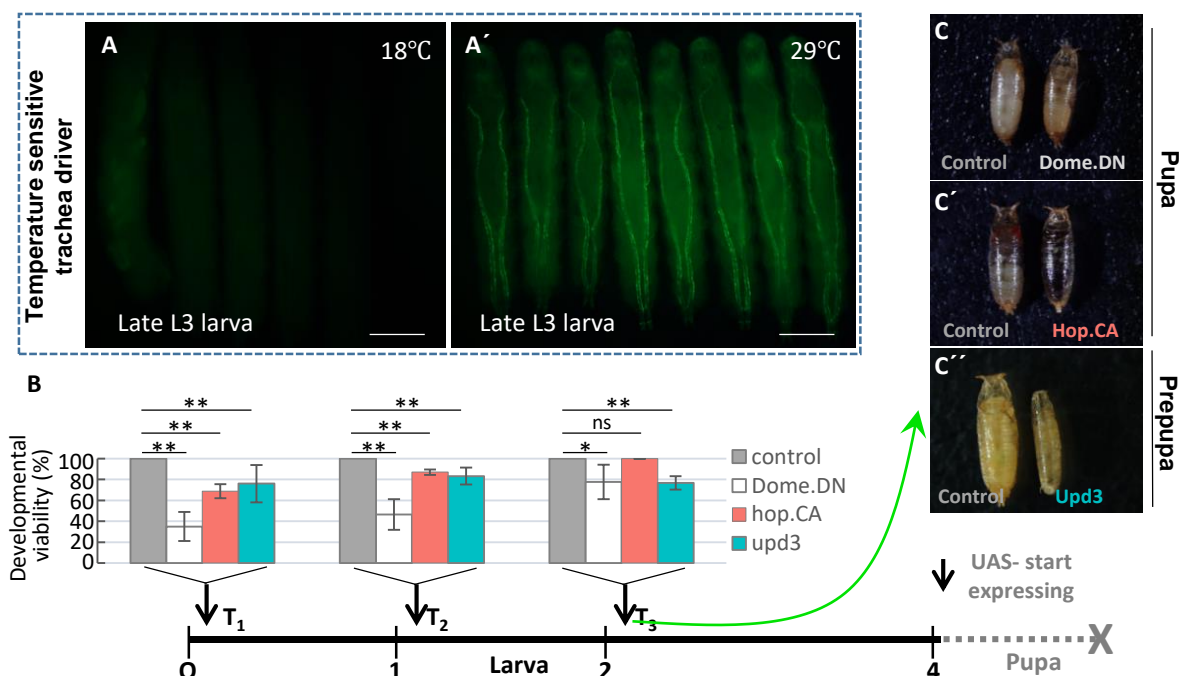 Temperature sensitive
trachea driver
A
18°C
Late L3 larva
A´
29°C
Late L3 larva
C
Control
Dome.DN
C´
Control
Hop.CA
Pupa
C´´
Control
Upd3
Prepupa
B
**
**
**
**
**
**
**
ns
*
Developmental
viability (%)
100
80
60
40
20
0
control
Dome.DN
hop.CA
upd3
T1
T2
T3
UAS- start
expressing
0
1
Larva
2
4
Pupa
X